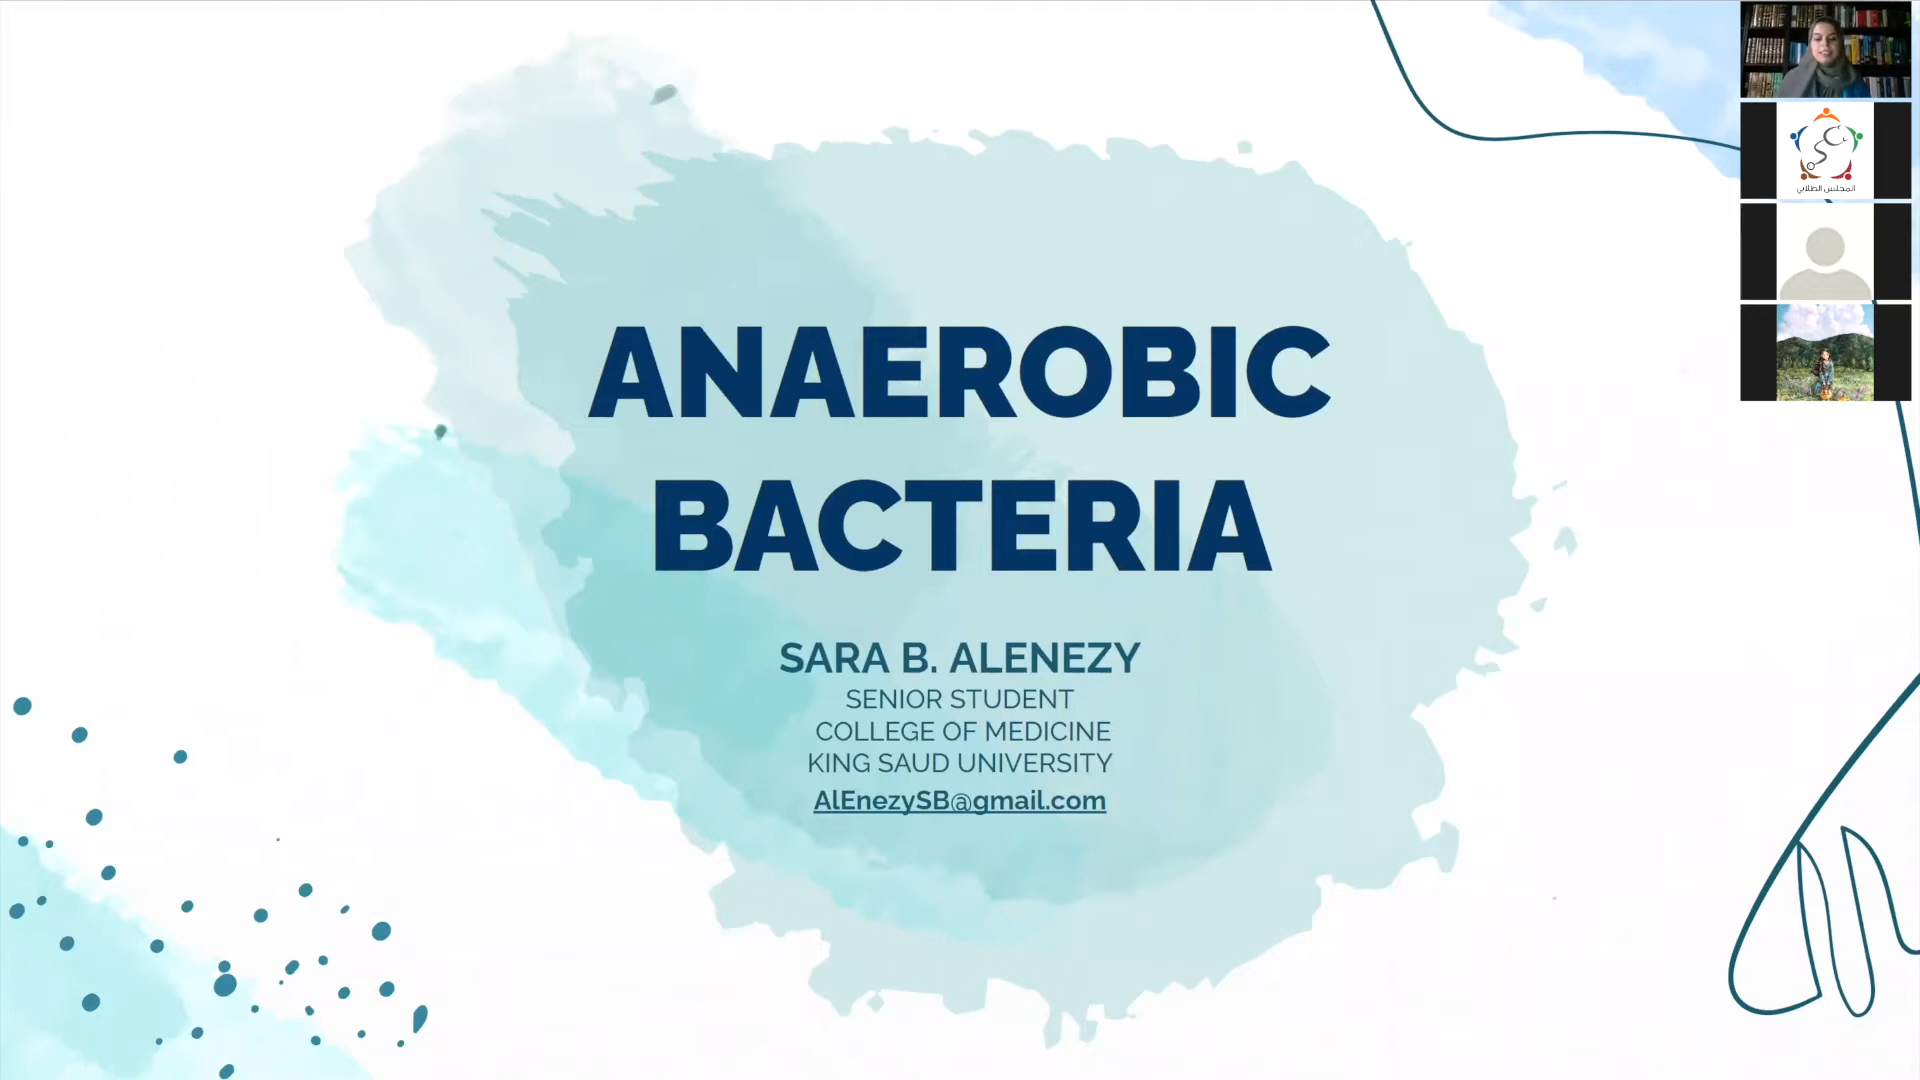 ANAEROBIC
BACTERIA
SARA B. ALENEZY
SENIOR STUDENT
COLLEGE OF MEDICINE
KING SAUD UNIVERSITY
AlEnezySB@gmail.com
المجلس الطلابي